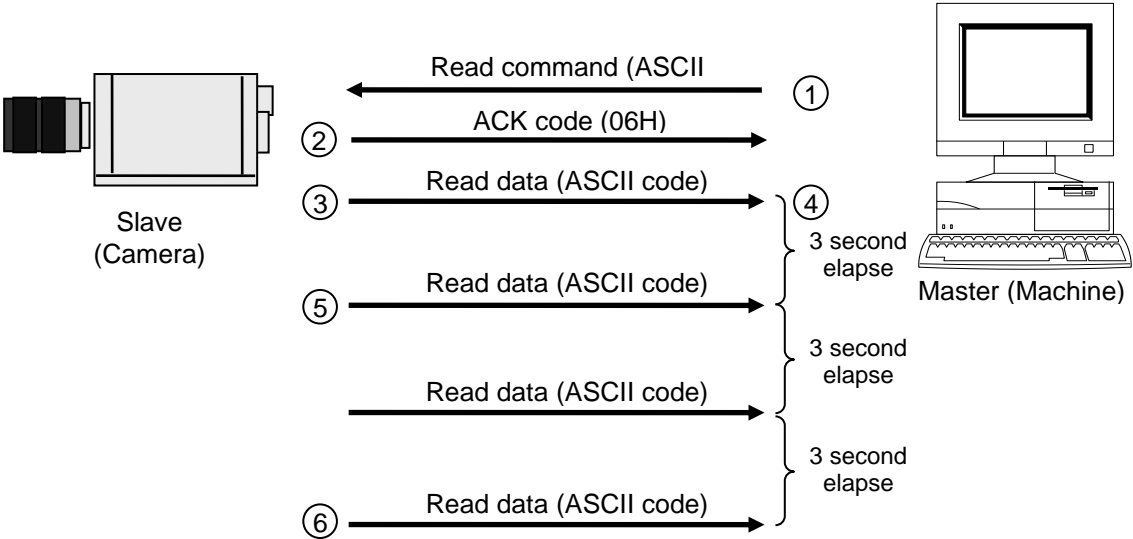 Read command (ASCII
①
ACK code (06H)
②
Read data (ASCII code)
③
④
Slave
(Camera)
3 second
elapse
Master (Machine)
Read data (ASCII code)
⑤
3 second
elapse
Read data (ASCII code)
3 second
elapse
Read data (ASCII code)
⑥